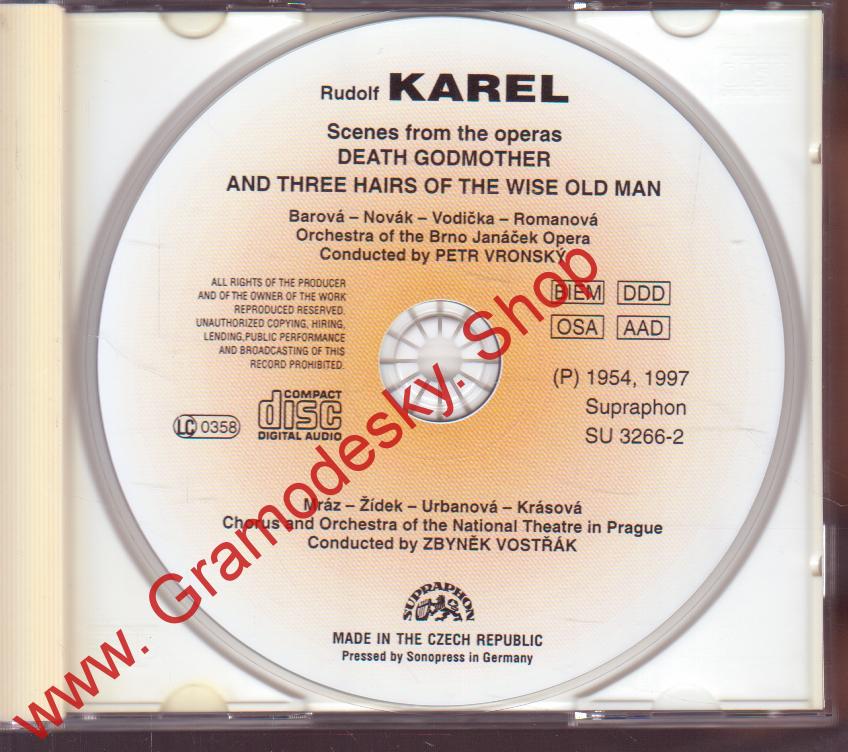 Rudolf KAREL
Scenes from the operas
DEATH GODMOTHER
AND THREE HAIRS OF THE WISE OLD MAN
Barová – Novák – Vodička – Romanová
Orchestra of the Brno Janáček Opera
Conducted by PETR VRONSKÝ
ALL RIGHTS OF THE PRODUCER
AND OF THE OWNER OF THE WORK
REPRODUCED RESERVED.
UNAUTHORIZED COPYING, HIRING,
LENDING,PUBLIC PERFORMANCE
AND BROADCASTING OF THIS
RECORD PROHIBITED.
BIEM DDD
OSA AAD
(P) 1954, 1997
Supraphon
SU 3266-2
LC 0358
COMPACT
disc
DIGITAL AUDIO
Mráz – Žídek – Urbanová – Krásová
Chorus and Orchestra of the National Theatre in Prague
Conducted by ZBYNĚK VOSTŘÁK
SUPRAPHON
MADE IN THE CZECH REPUBLIC
Pressed by Sonopress in Germany
www. Gramodesky. Shop